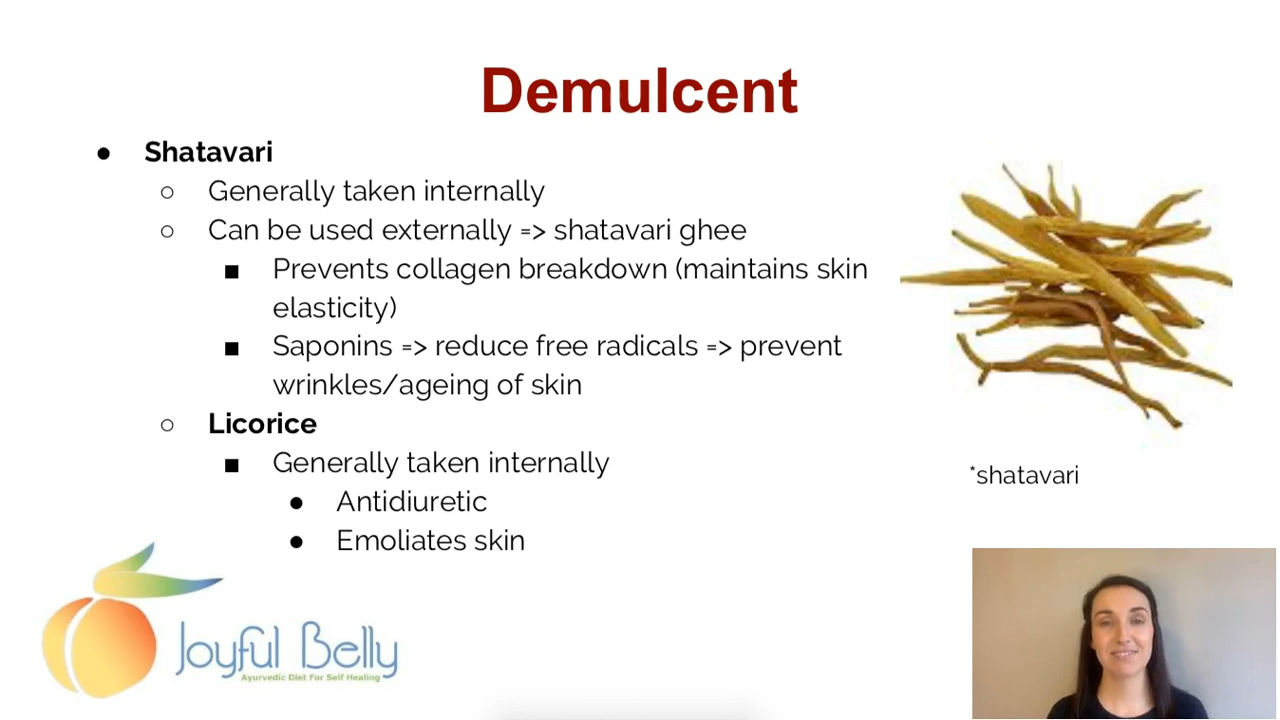 Demulcent
● Shatavari
○ Generally taken internally
○ Can be used externally => shatavari ghee
■ Prevents collagen breakdown (maintains skin
elasticity)
■ Saponins => reduce free radicals => prevent
wrinkles/ageing of skin
○ Licorice
■ Generally taken internally
● Antidiuretic
● Emoliates skin
*shatavari
Joyful Belly
Ayurvedic Diet For Self Healing